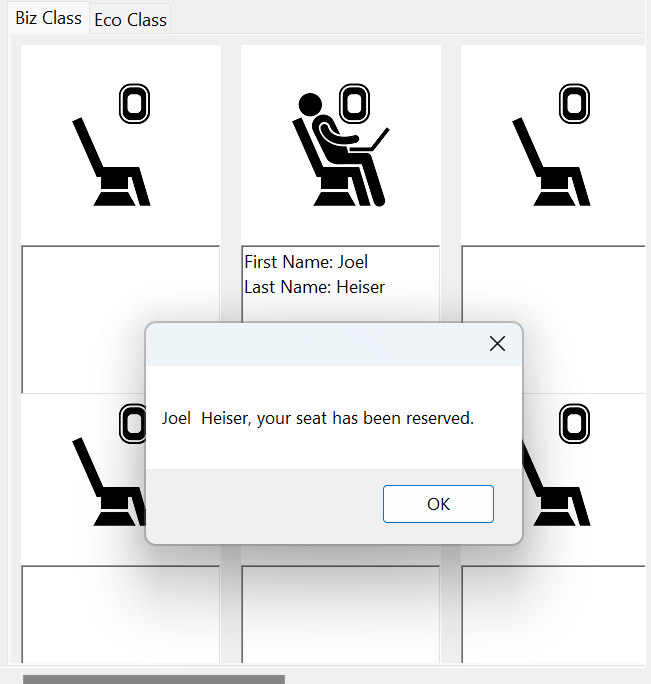 Biz Class Eco Class
First Name: Joel
Last Name: Heiser
Joel  Heiser, your seat has been reserved.
OK